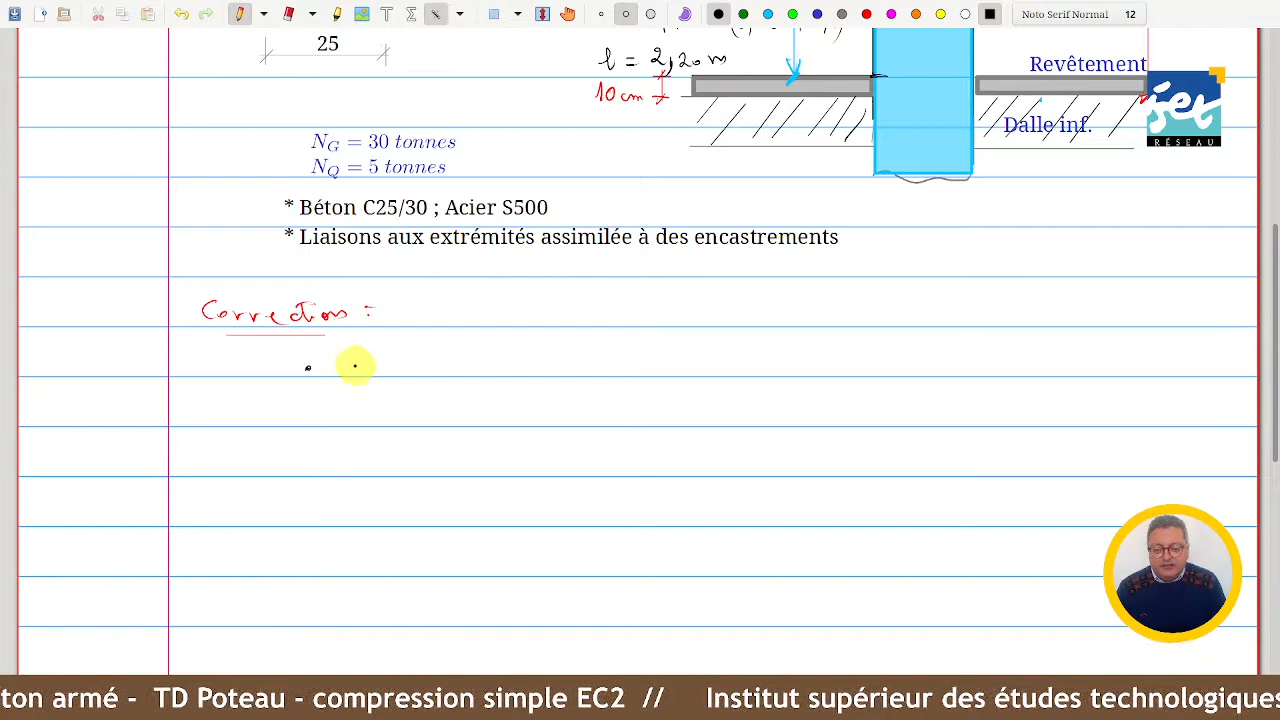 Noto Serif Normal 12
25
l = 2,20 m
Revêtement
10 cm
iset
Dalle inf.
RÉSEAU
N_G = 30 tonnes
N_Q = 5 tonnes
* Béton C25/30 ; Acier S500
* Liaisons aux extrémités assimilée à des encastrements
Correction :
ton armé - TD Poteau - compression simple EC2 // Institut supérieur des études technologiques